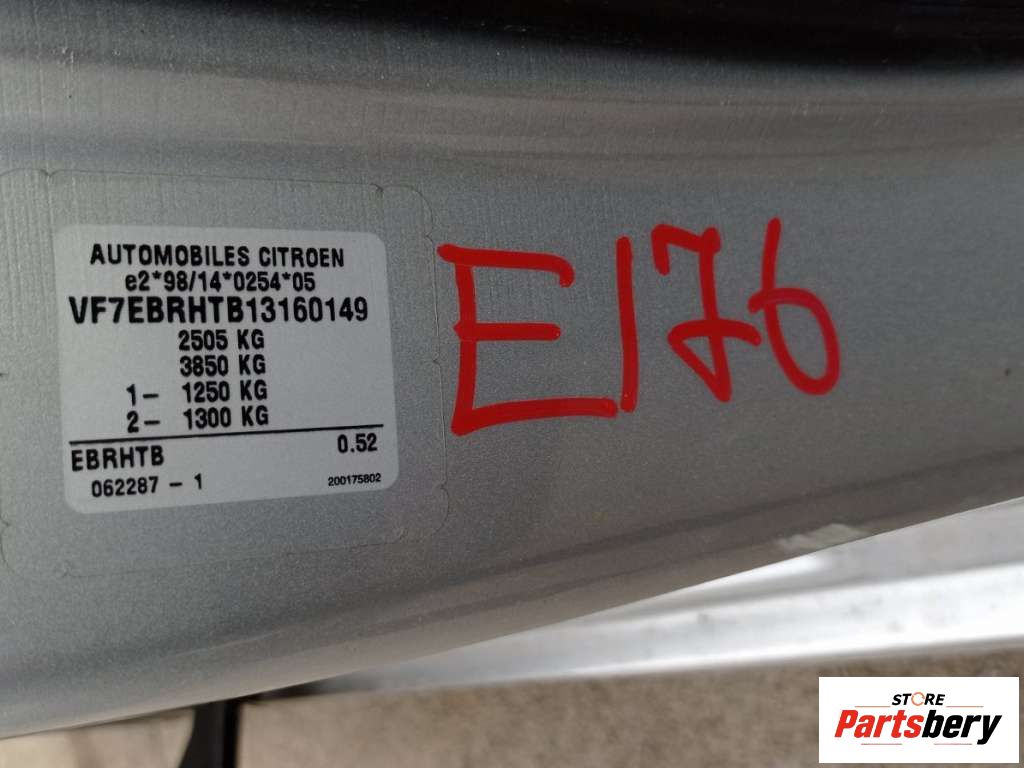 AUTOMOBILES CITROEN
e2*98/14*0254*05
VF7EBRHTB13160149
2505 KG
3850 KG
1- 1250 KG
2- 1300 KG
EBRHTB 0.52
062287 - 1 200175802
E176
STORE
Partsbery